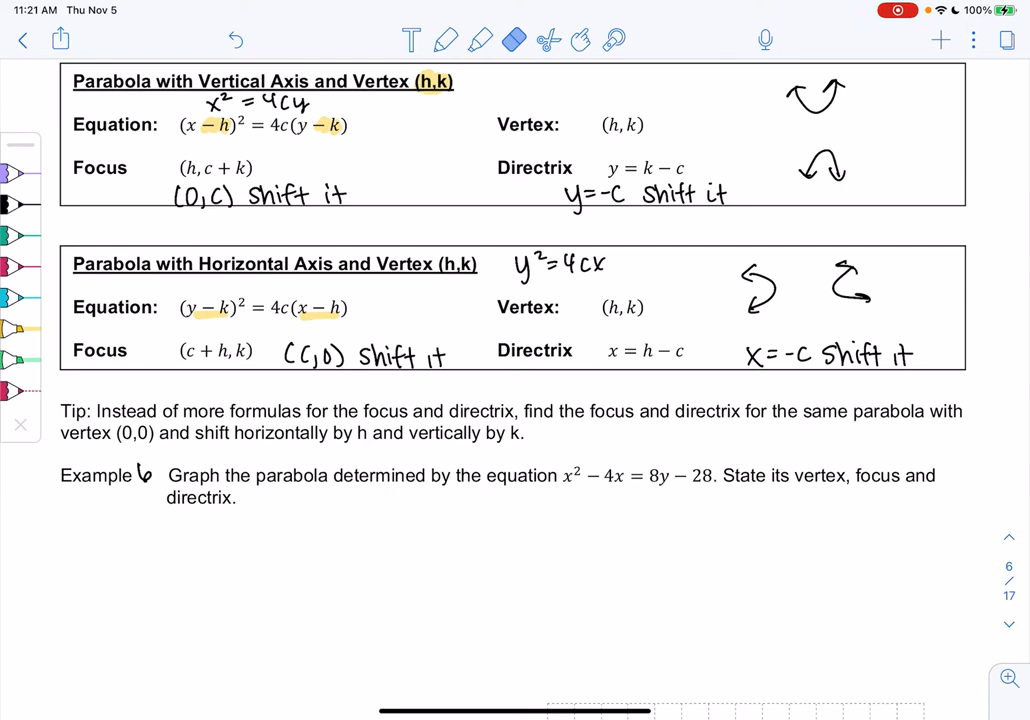 11:21 AM Thu Nov 5 100%
T
Parabola with Vertical Axis and Vertex (h,k)
x² = 4cy
Equation: (x − h)² = 4c(y − k) Vertex: (h, k)
Focus (h, c + k) Directrix y = k − c
(0,c) shift it y=-c shift it
Parabola with Horizontal Axis and Vertex (h,k) y²=4cx
Equation: (y − k)² = 4c(x − h) Vertex: (h, k)
Focus (c + h, k) (c,0) shift it Directrix x = h − c x=-c shift it
Tip: Instead of more formulas for the focus and directrix, find the focus and directrix for the same parabola with
vertex (0,0) and shift horizontally by h and vertically by k.
Example 6 Graph the parabola determined by the equation x² − 4x = 8y − 28. State its vertex, focus and
directrix.
6
/
17